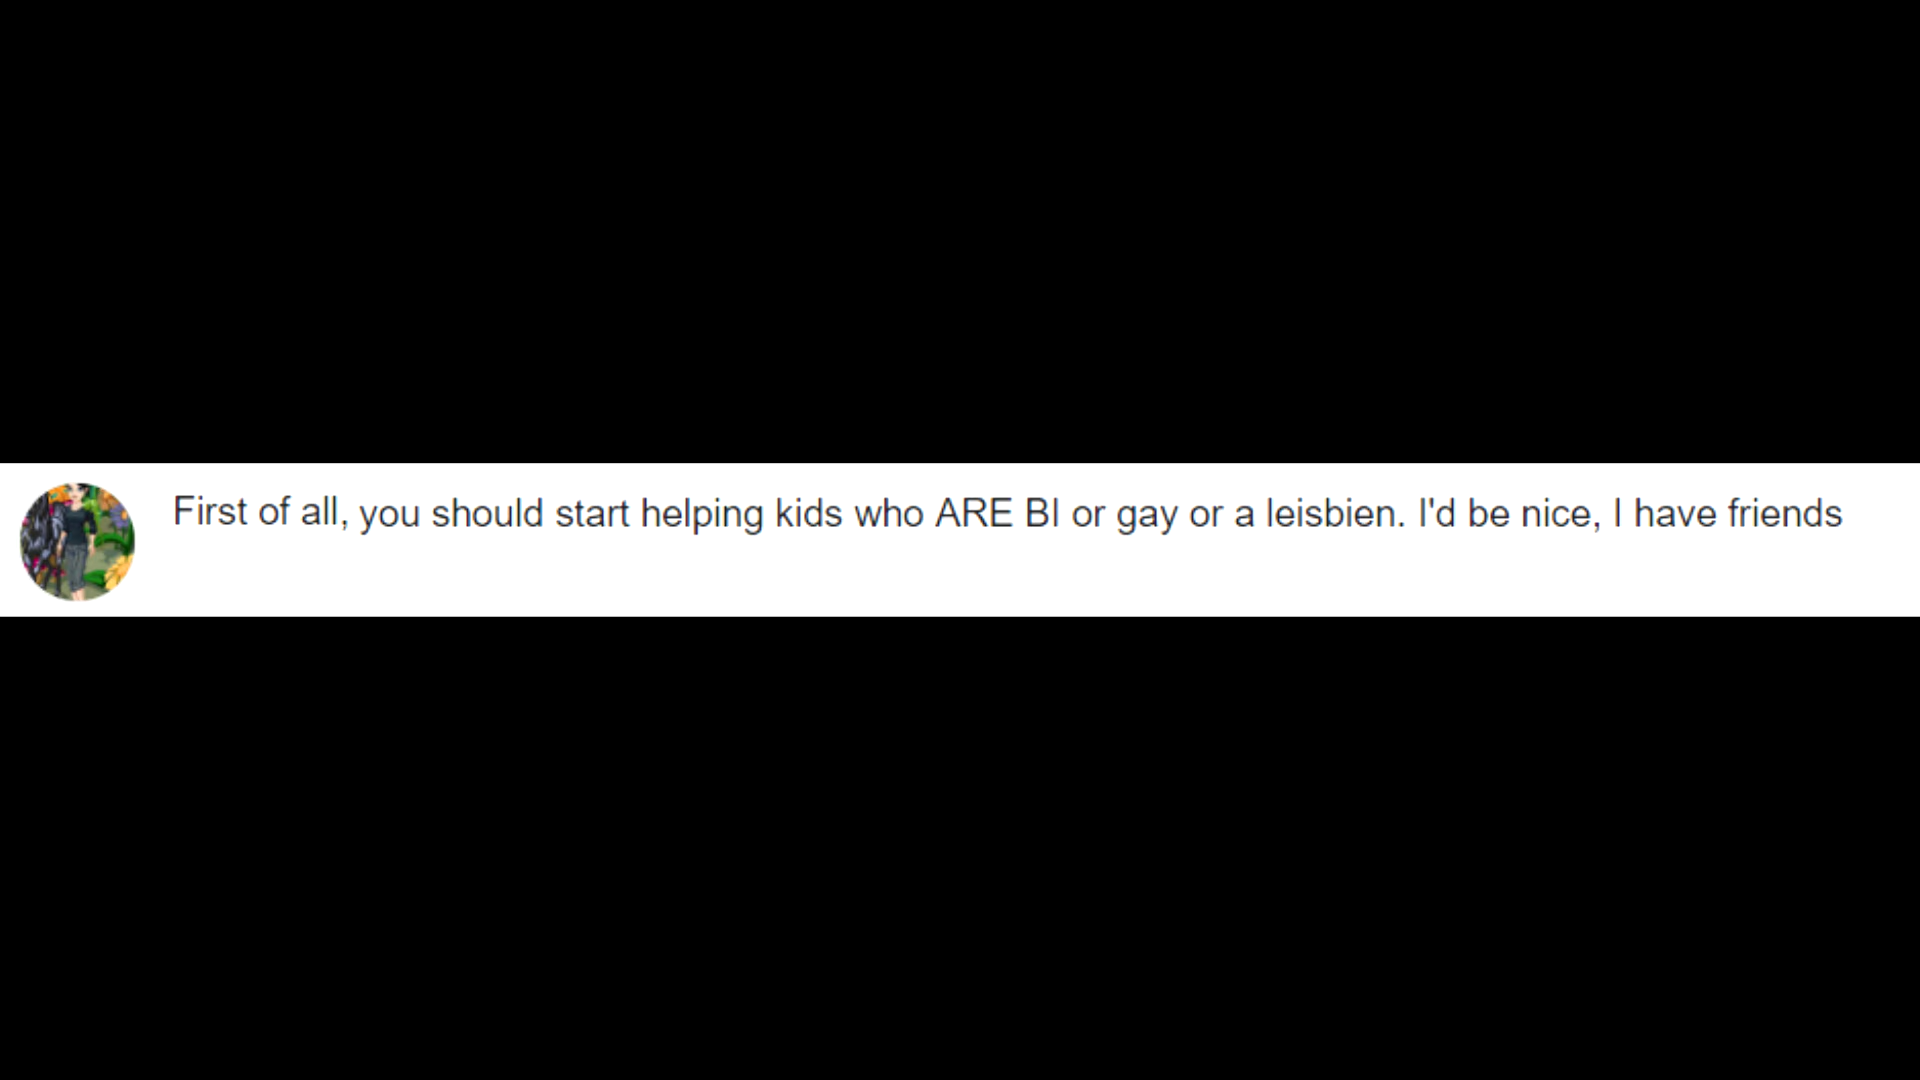 First of all, you should start helping kids who ARE BI or gay or a leisbien. I'd be nice, I have friends